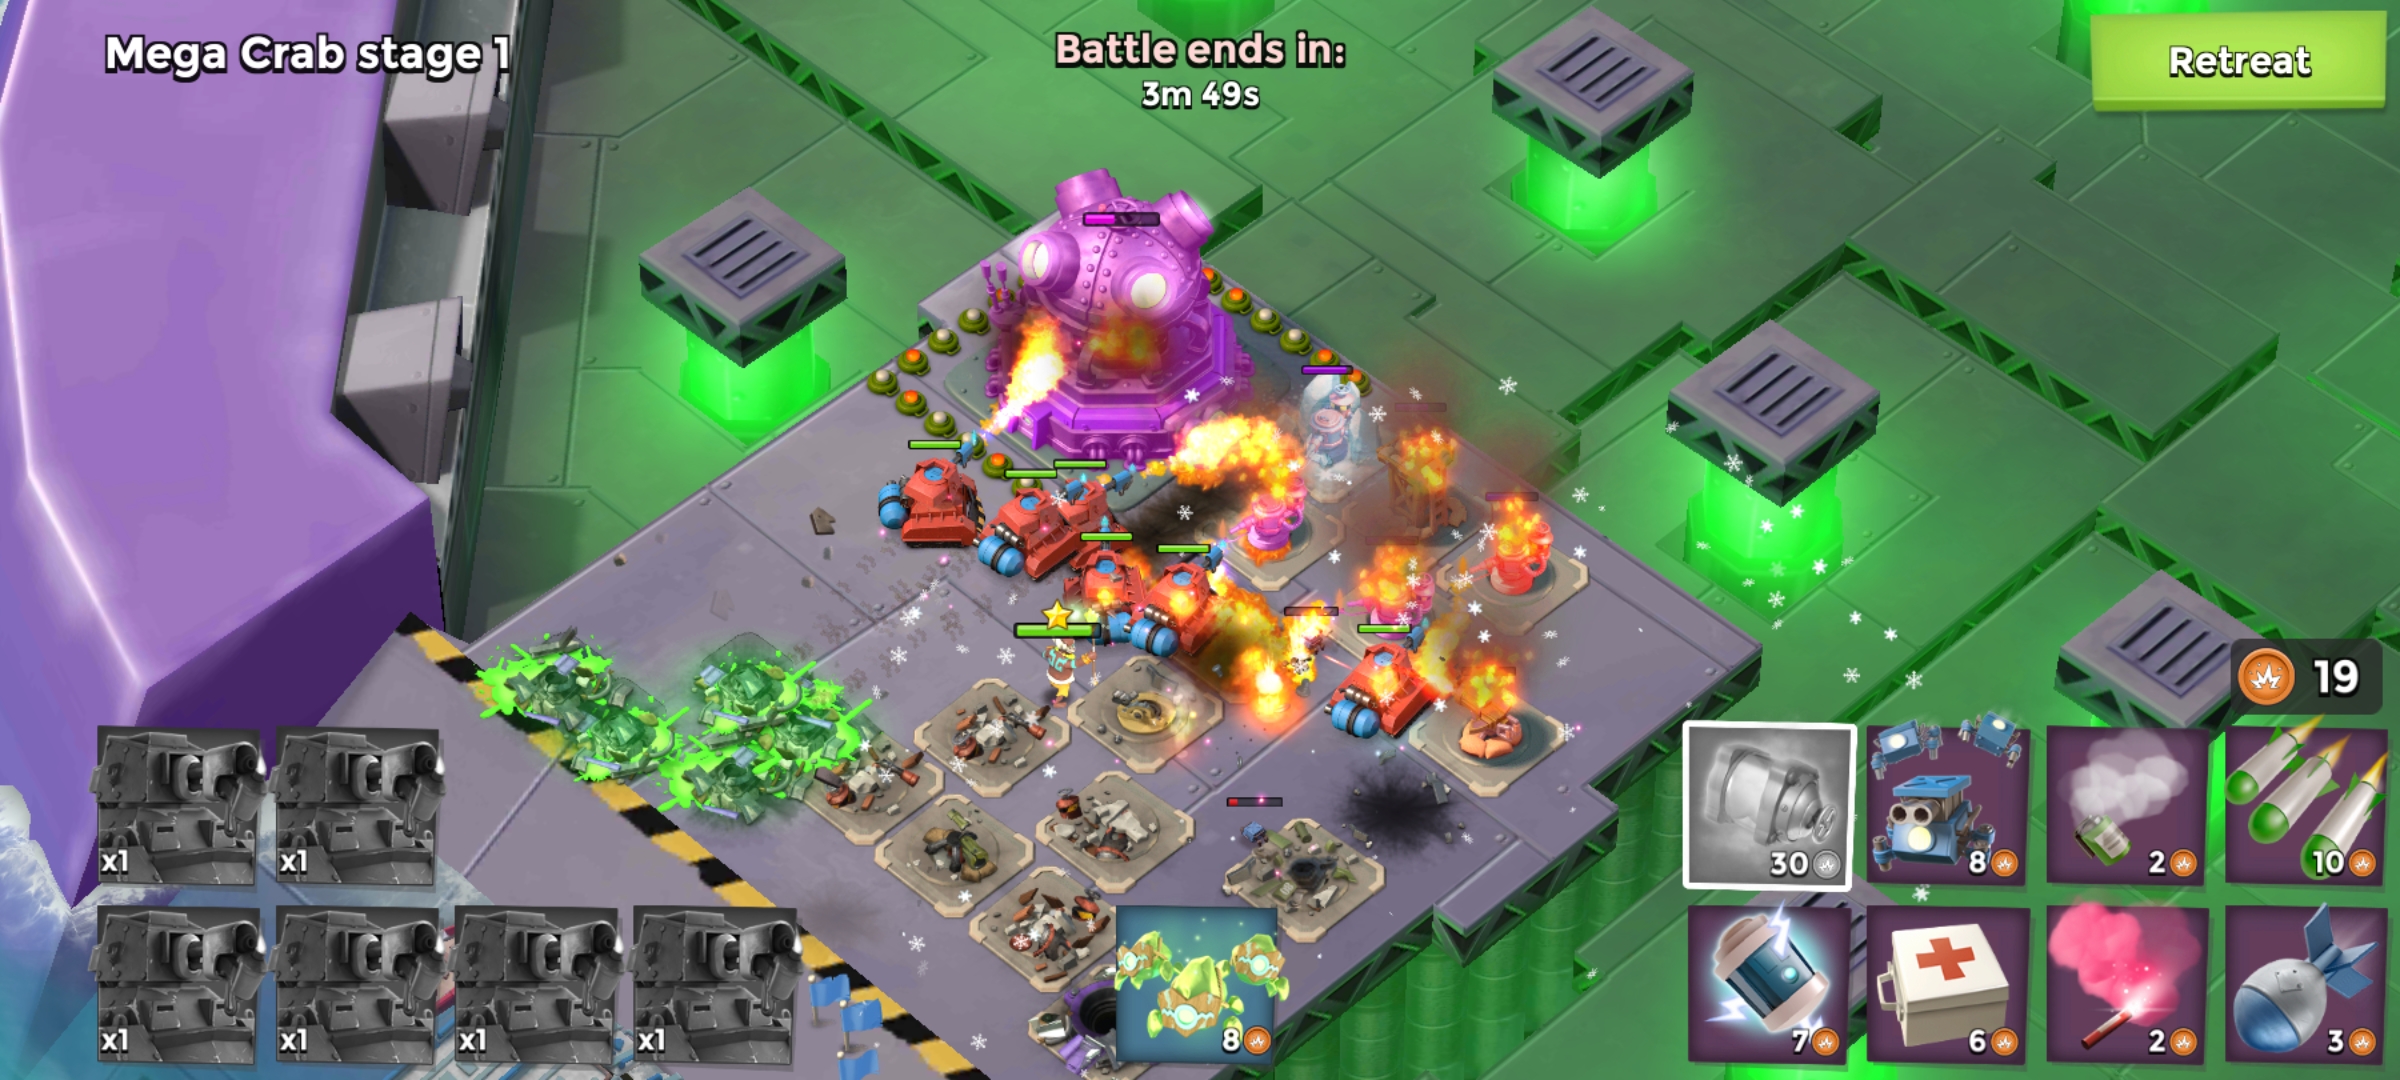 Mega Crab stage 1
Battle ends in:
3m 49s
Retreat
19
x1
x1
30
8
2
10
x1
x1
x1
x1
8
7
6
2
3